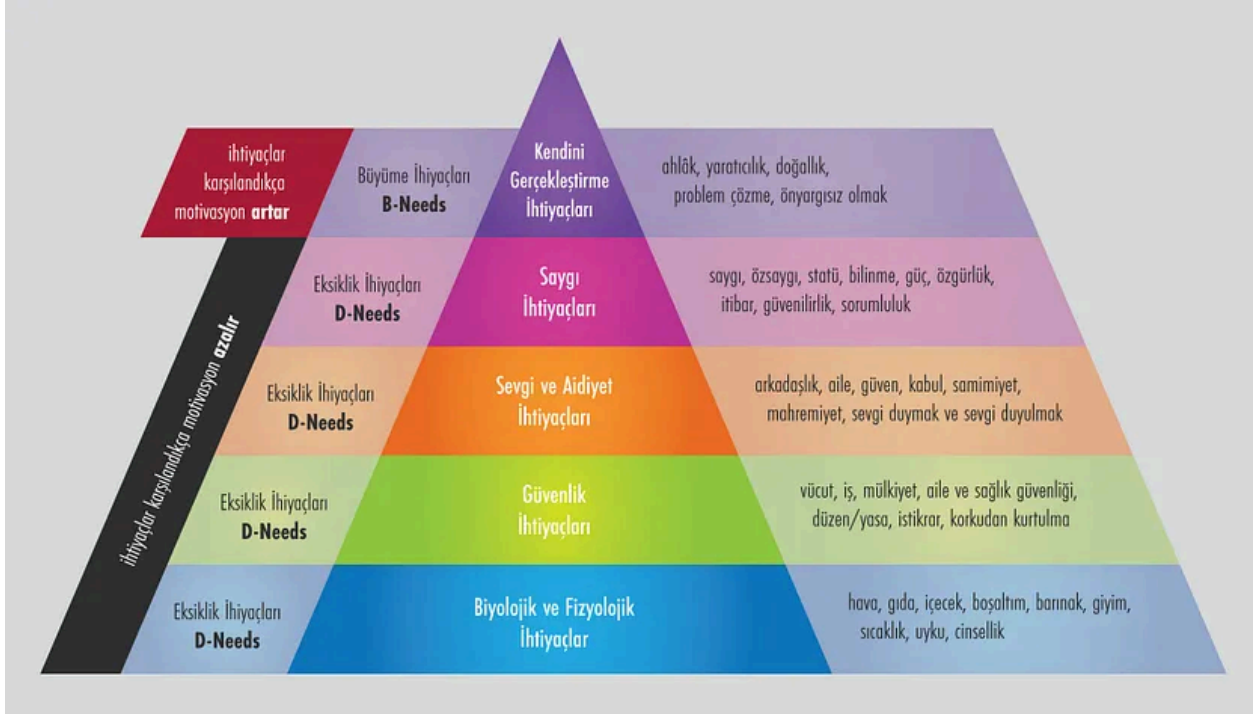 ihtiyaçlar
karşılandıkça
motivasyon artar
Büyüme İhiyaçları
B-Needs
Kendini
Gerçekleştirme
İhtiyaçları
ahlâk, yaratıcılık, doğallık,
problem çözme, önyargısız olmak
ihtiyaçlar karşılandıkça motivasyon azalır
Eksiklik İhiyaçları
D-Needs
Saygı
İhtiyaçları
saygı, özsaygı, statü, bilinme, güç, özgürlük,
itibar, güvenilirlik, sorumluluk
Eksiklik İhiyaçları
D-Needs
Sevgi ve Aidiyet
İhtiyaçları
arkadaşlık, aile, güven, kabul, samimiyet,
mahremiyet, sevgi duymak ve sevgi duyulmak
Eksiklik İhiyaçları
D-Needs
Güvenlik
İhtiyaçları
vücut, iş, mülkiyet, aile ve sağlık güvenliği,
düzen/yasa, istikrar, korkudan kurtulma
Eksiklik İhiyaçları
D-Needs
Biyolojik ve Fizyolojik
İhtiyaçlar
hava, gıda, içecek, boşaltım, barınak, giyim,
sıcaklık, uyku, cinsellik